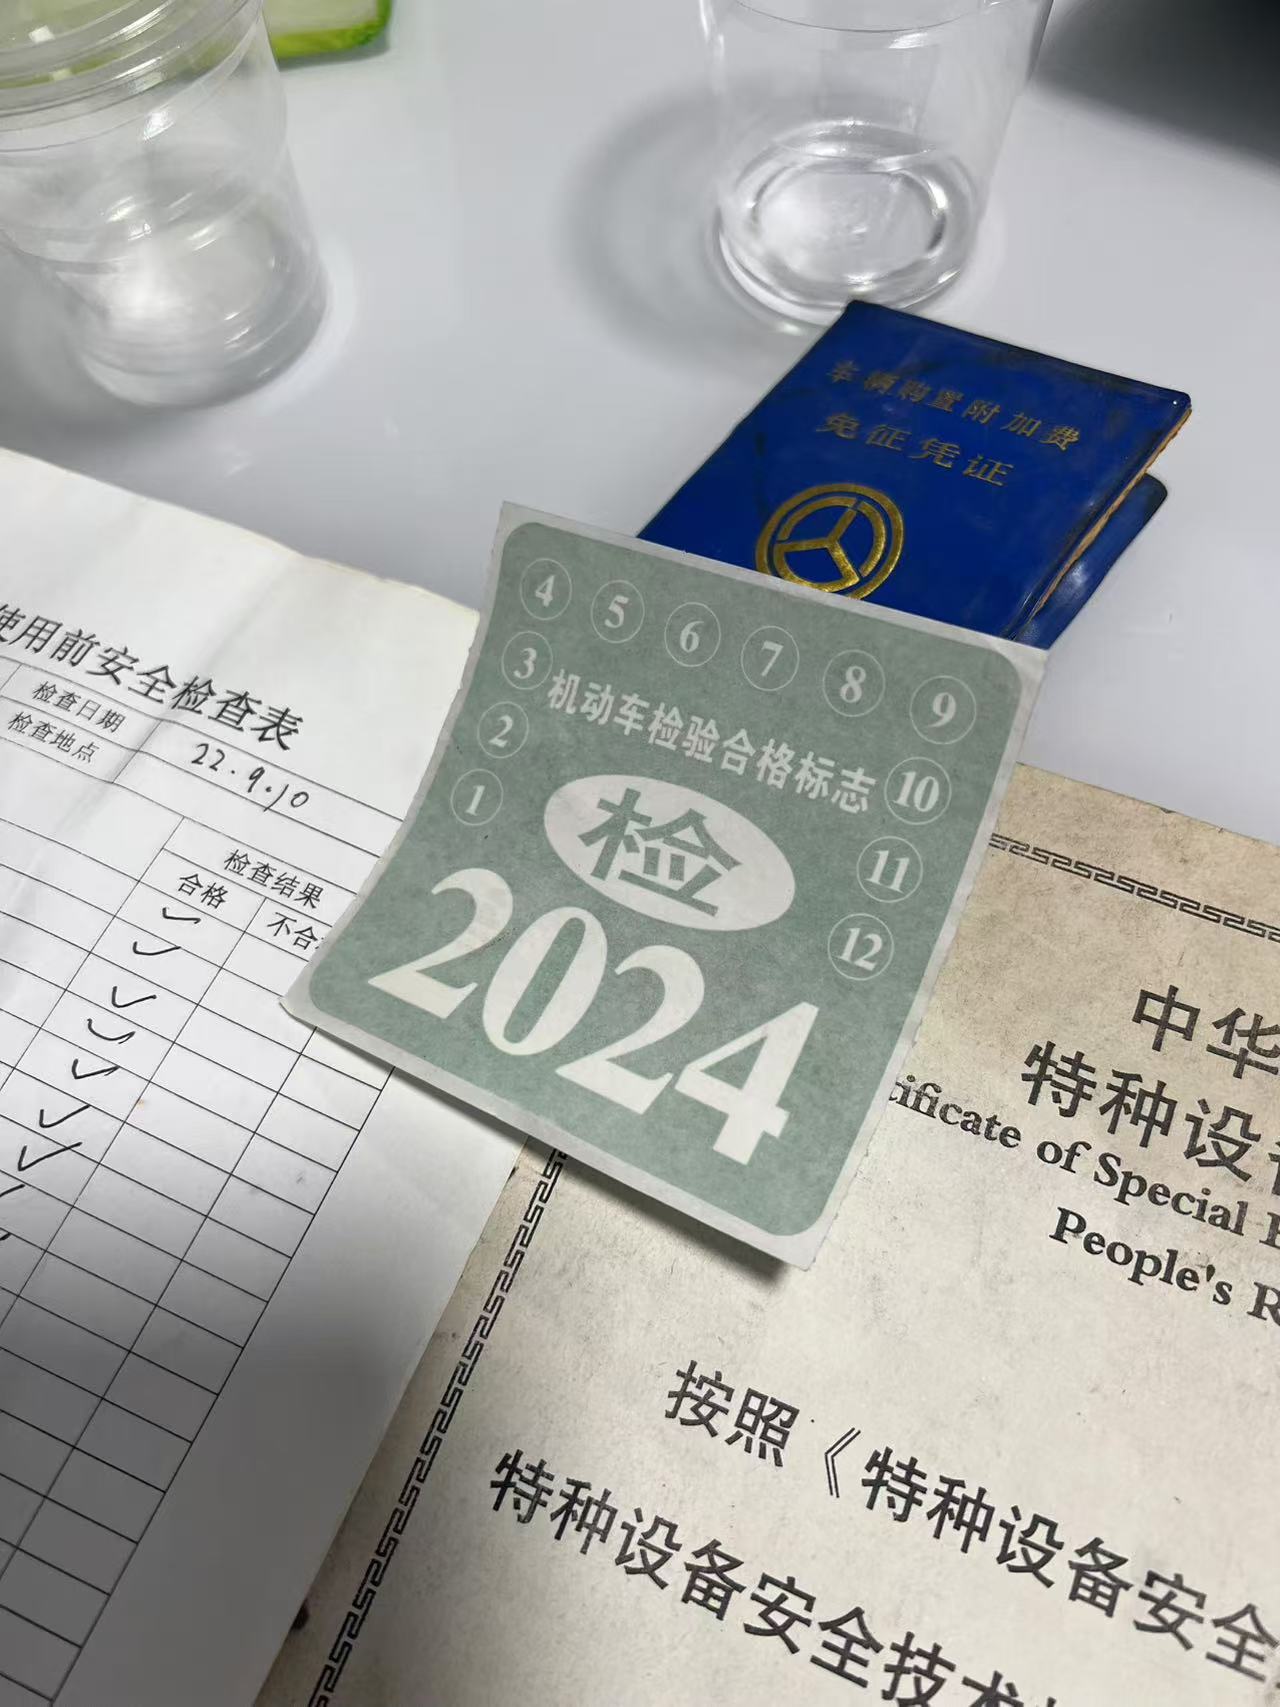 车辆购置附加费
免征凭证
使用前安全检查表
检查日期
22.9.10
检查地点
检查结果
合格
不合
4 5 6 7 8 9
3 机动车检验合格标志 10
2
1
11
12
检
2024
中华
特种设
ificate of Special
People's R
按照《特种设备安全
特种设备安全技术